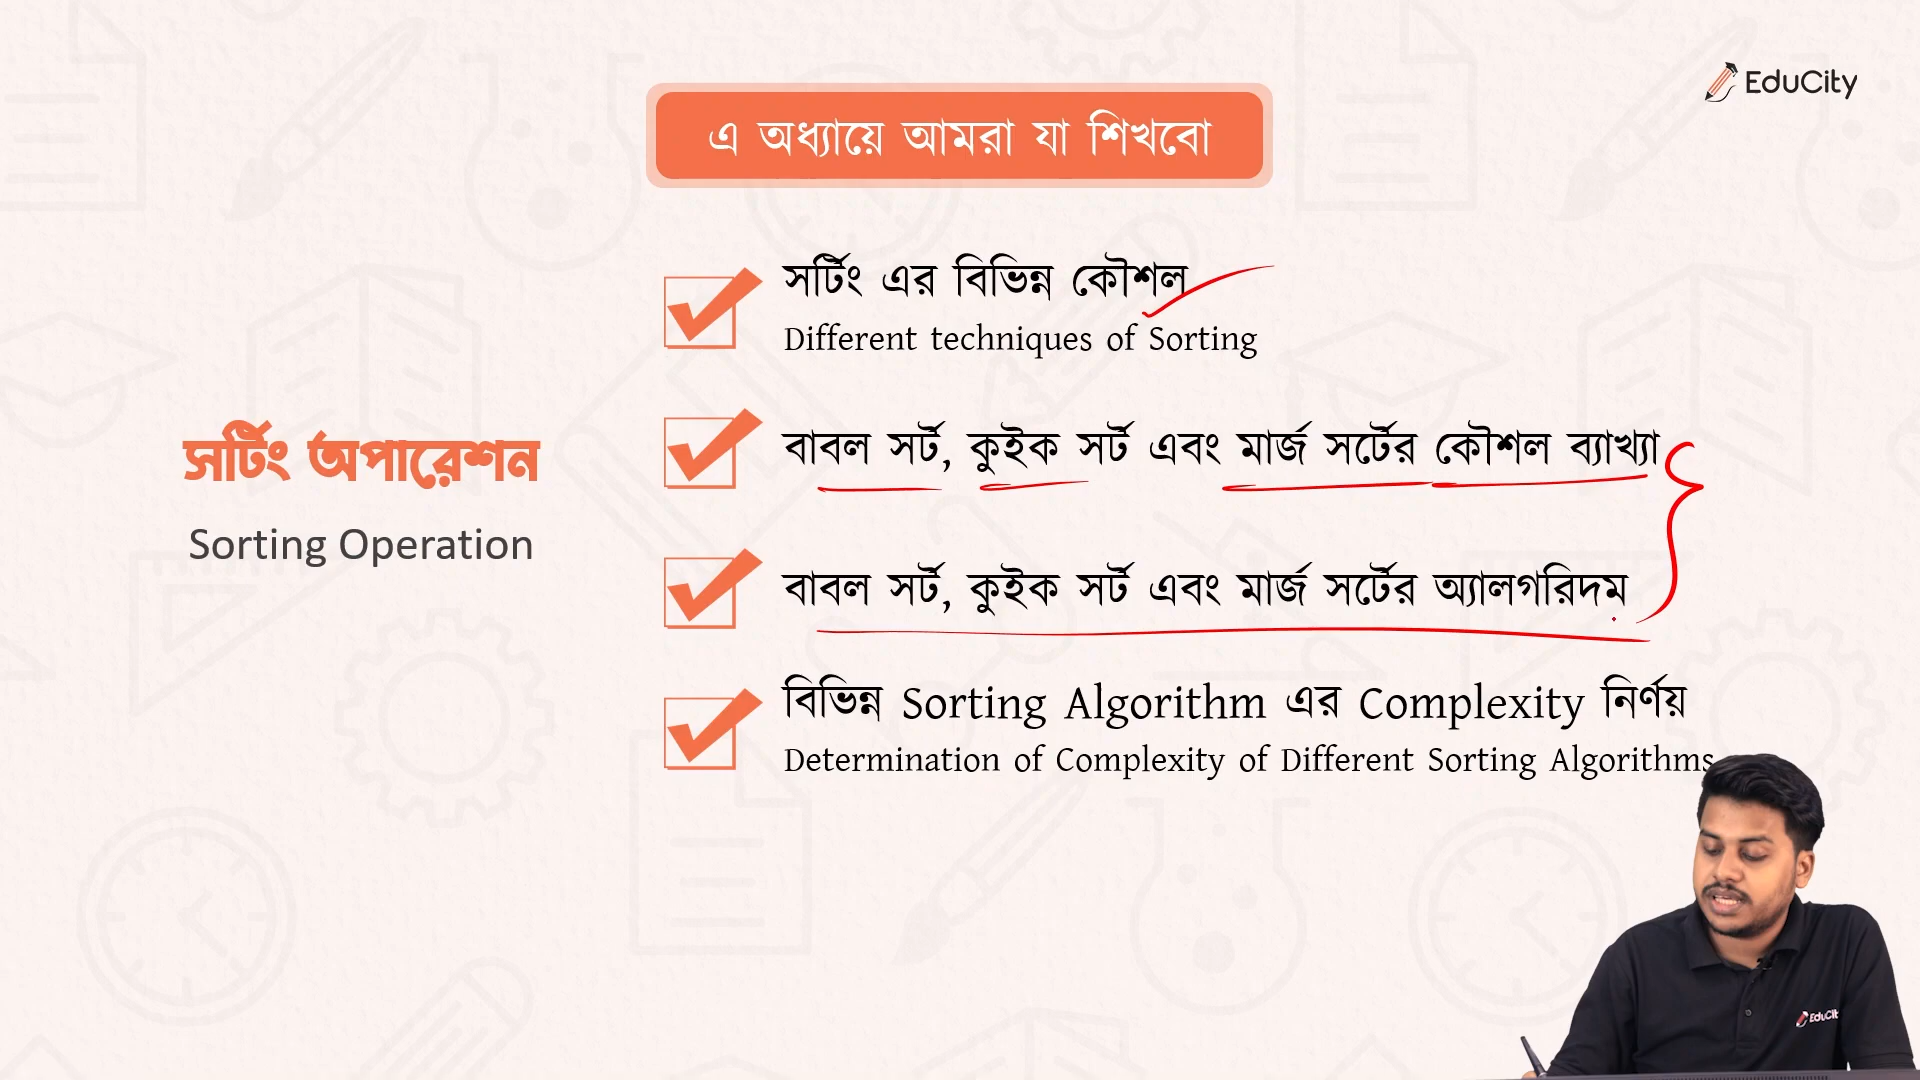 EduCity
এ অধ্যায়ে আমরা যা শিখবো
সর্টিং অপারেশন
Sorting Operation
সর্টিং এর বিভিন্ন কৌশল
Different techniques of Sorting
বাবল সর্ট, কুইক সর্ট এবং মার্জ সর্টের কৌশল ব্যাখ্যা
বাবল সর্ট, কুইক সর্ট এবং মার্জ সর্টের অ্যালগরিদম
বিভিন্ন Sorting Algorithm এর Complexity নির্ণয়
Determination of Complexity of Different Sorting Algorithms
EduCit